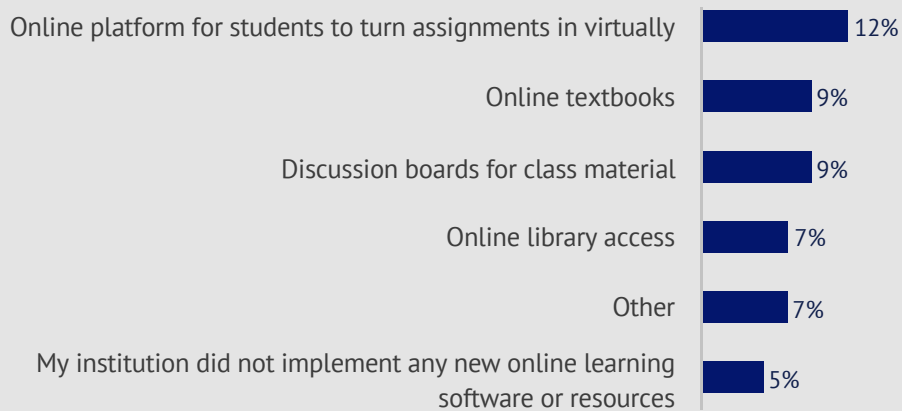 Online platform for students to turn assignments in virtually 12%
Online textbooks 9%
Discussion boards for class material 9%
Online library access 7%
Other 7%
My institution did not implement any new online learning
software or resources 5%